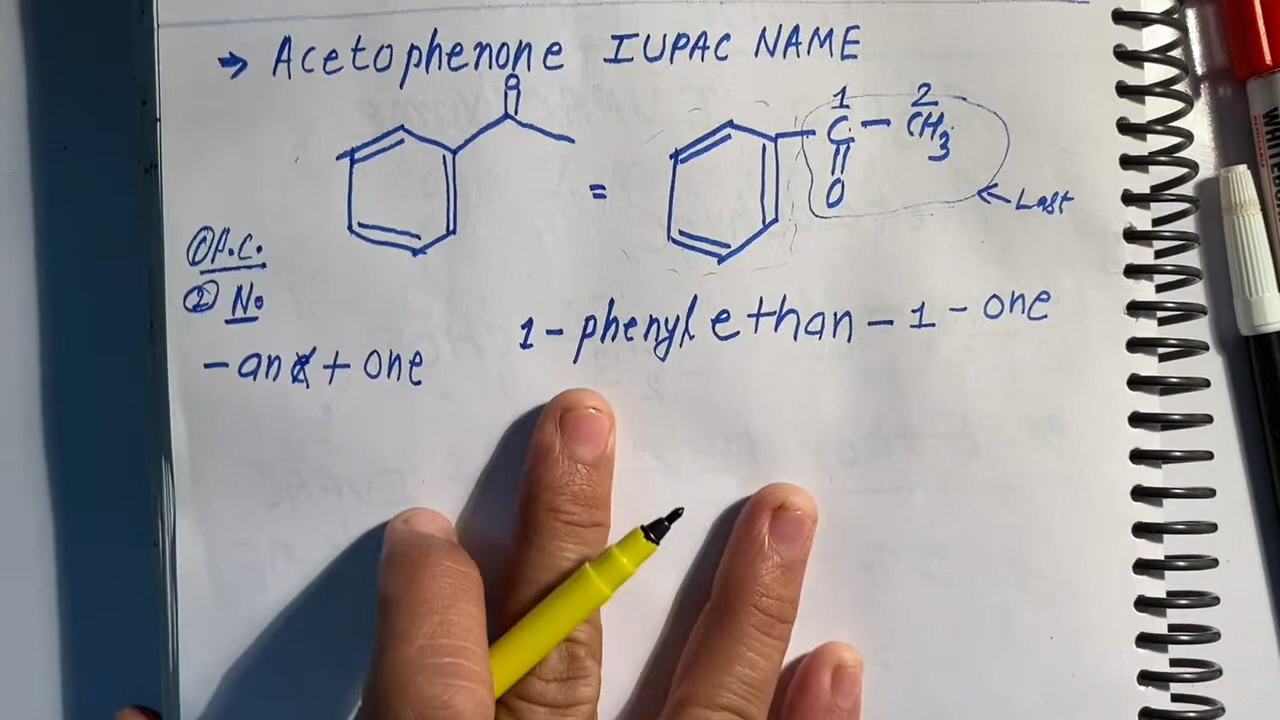 → Acetophenone IUPAC NAME
O
1 2
C - CH3
O
=
← Last
① P.C.
② No
1 - phenyl ethan - 1 - one
- ane + one